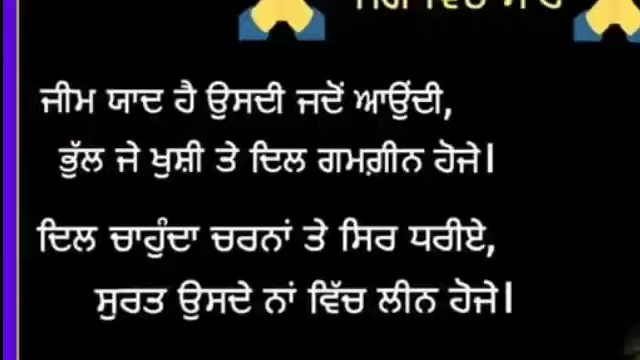 ਜੀਮ ਯਾਦ ਹੈ ਉਸਦੀ ਜਦੋਂ ਆਉਂਦੀ,
ਭੁੱਲ ਜੇ ਖੁਸ਼ੀ ਤੇ ਦਿਲ ਗਮਗ਼ੀਨ ਹੋਜੇ।
ਦਿਲ ਚਾਹੁੰਦਾ ਚਰਨਾਂ ਤੇ ਸਿਰ ਧਰੀਏ,
ਸੁਰਤ ਉਸਦੇ ਨਾਂ ਵਿੱਚ ਲੀਨ ਹੋਜੇ।